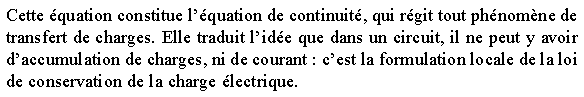 Cette équation constitue l'équation de continuité, qui régit tout phénomène de
transfert de charges. Elle traduit l'idée que dans un circuit, il ne peut y avoir
d'accumulation de charges, ni de courant : c'est la formulation locale de la loi
de conservation de la charge électrique.